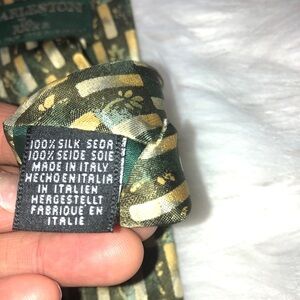 100% SILK SEDA
100% SEIDE SOIE
MADE IN ITALY
HECHO EN ITALIA
IN ITALIEN
HERGESTELLT
FABRIQUE EN
ITALIE